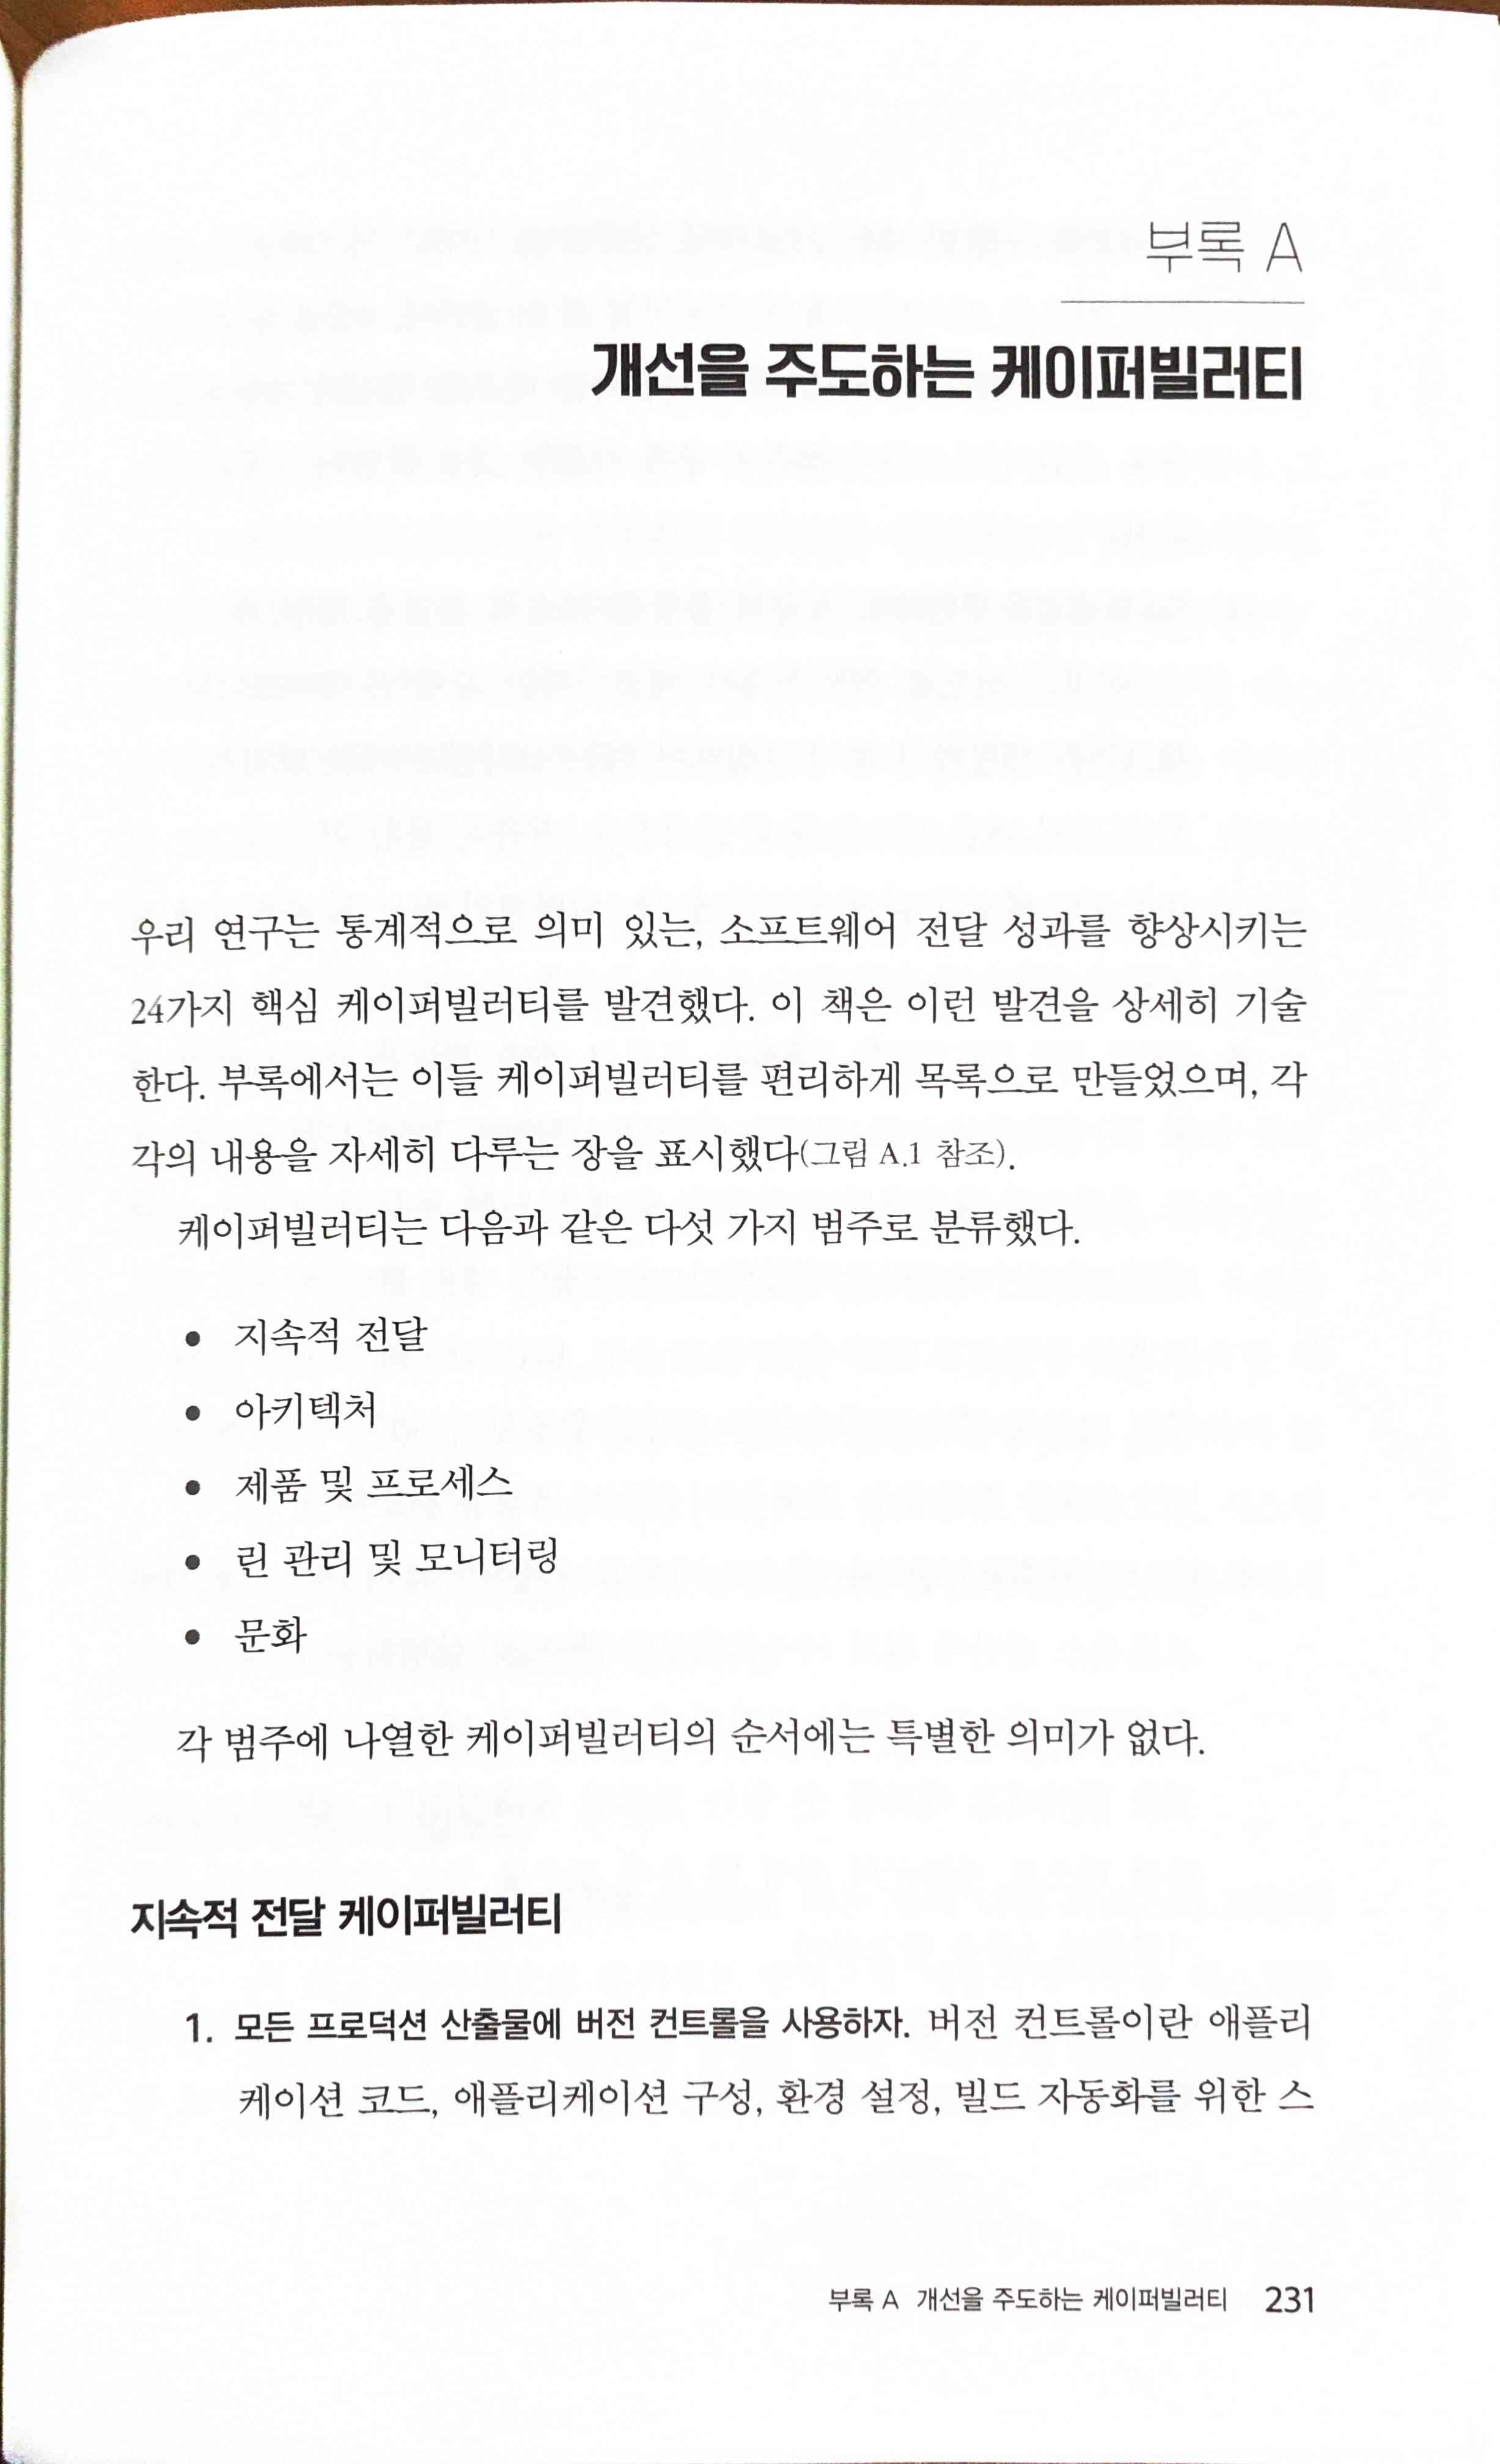 부록 A
개선을 주도하는 케이퍼빌러티
우리 연구는 통계적으로 의미 있는, 소프트웨어 전달 성과를 향상시키는
24가지 핵심 케이퍼빌러티를 발견했다. 이 책은 이런 발견을 상세히 기술
한다. 부록에서는 이들 케이퍼빌러티를 편리하게 목록으로 만들었으며, 각
각의 내용을 자세히 다루는 장을 표시했다(그림 A.1 참조).
케이퍼빌러티는 다음과 같은 다섯 가지 범주로 분류했다.
• 지속적 전달
• 아키텍처
• 제품 및 프로세스
• 린 관리 및 모니터링
• 문화
각 범주에 나열한 케이퍼빌러티의 순서에는 특별한 의미가 없다.
지속적 전달 케이퍼빌러티
1. 모든 프로덕션 산출물에 버전 컨트롤을 사용하자. 버전 컨트롤이란 애플리
케이션 코드, 애플리케이션 구성, 환경 설정, 빌드 자동화를 위한 스
부록 A 개선을 주도하는 케이퍼빌러티 231